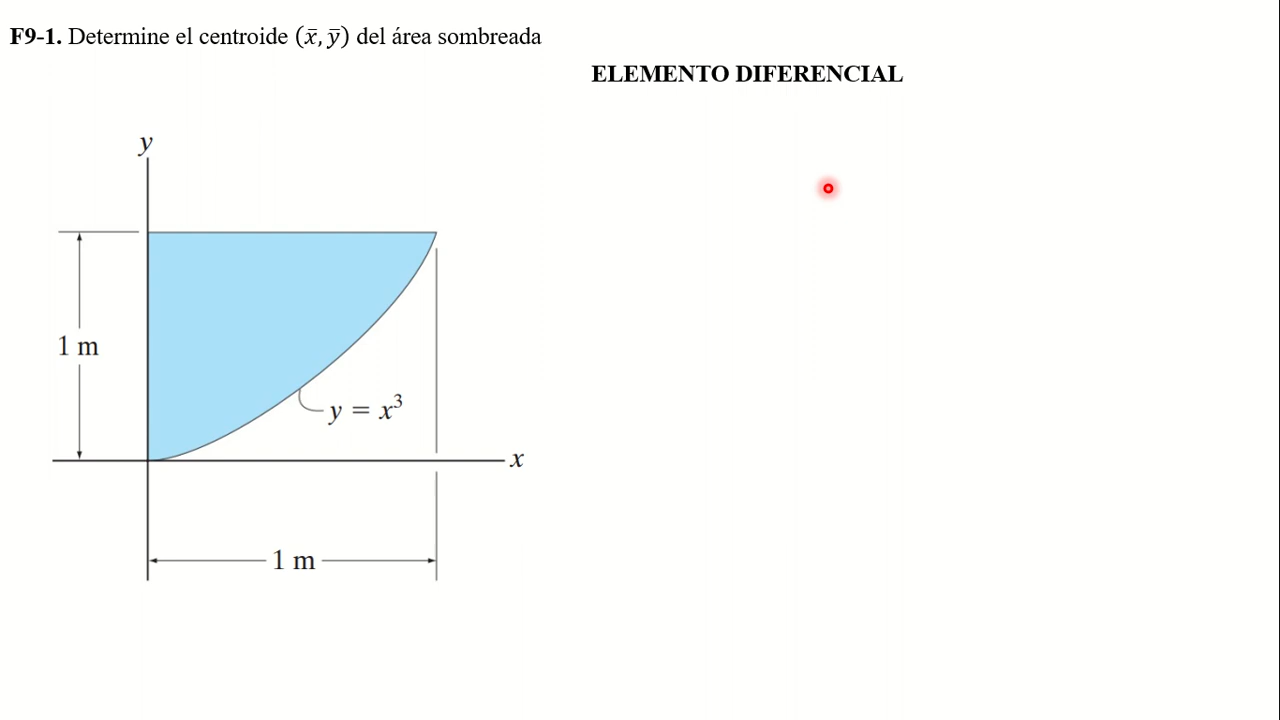 F9-1. Determine el centroide (x̄, ȳ) del área sombreada
ELEMENTO DIFERENCIAL
y
1 m
y = x³
x
1 m